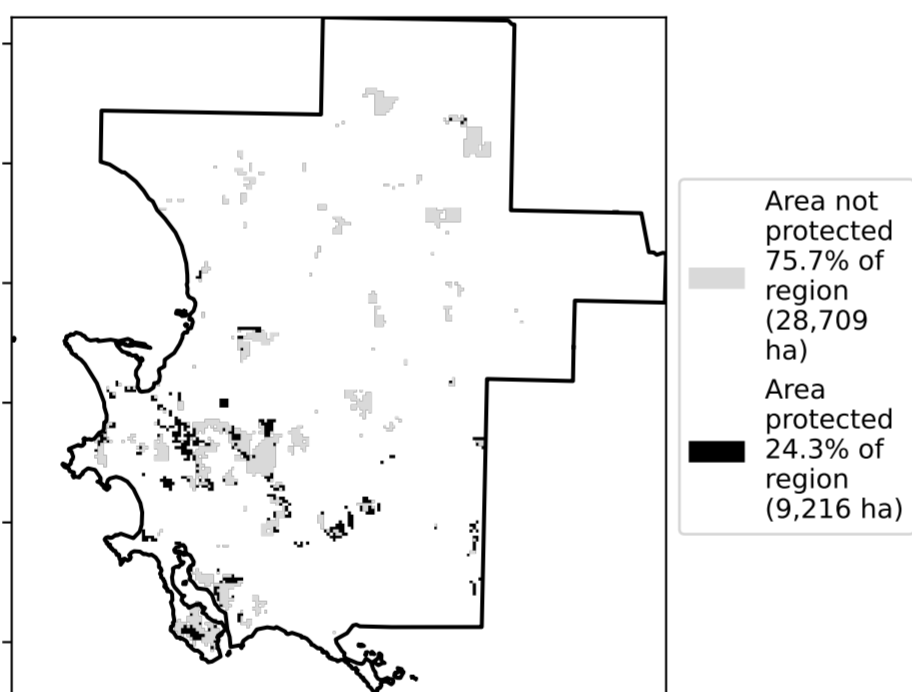 Area not
protected
75.7% of
region
(28,709
ha)
Area
protected
24.3% of
region
(9,216 ha)